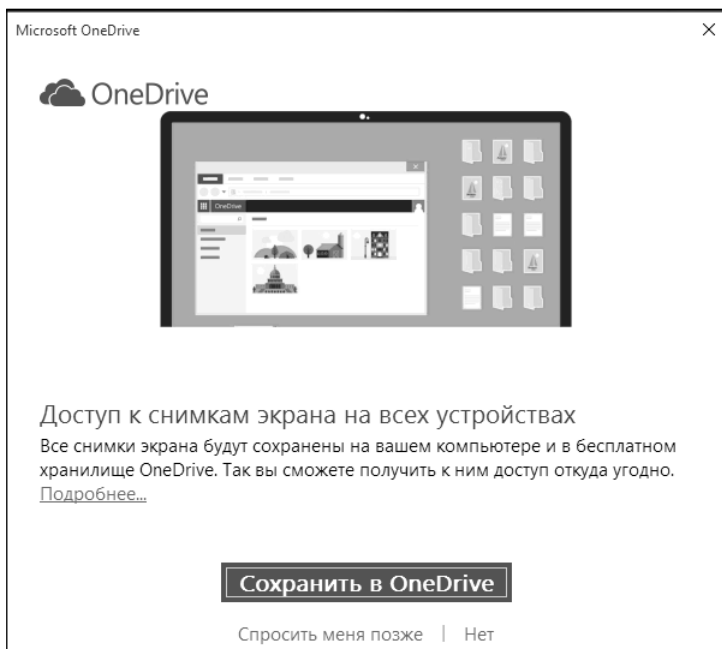 Microsoft OneDrive
OneDrive
OneDrive
Доступ к снимкам экрана на всех устройствах
Все снимки экрана будут сохранены на вашем компьютере и в бесплатном
хранилище OneDrive. Так вы сможете получить к ним доступ откуда угодно.
Подробнее...
Сохранить в OneDrive
Спросить меня позже | Нет